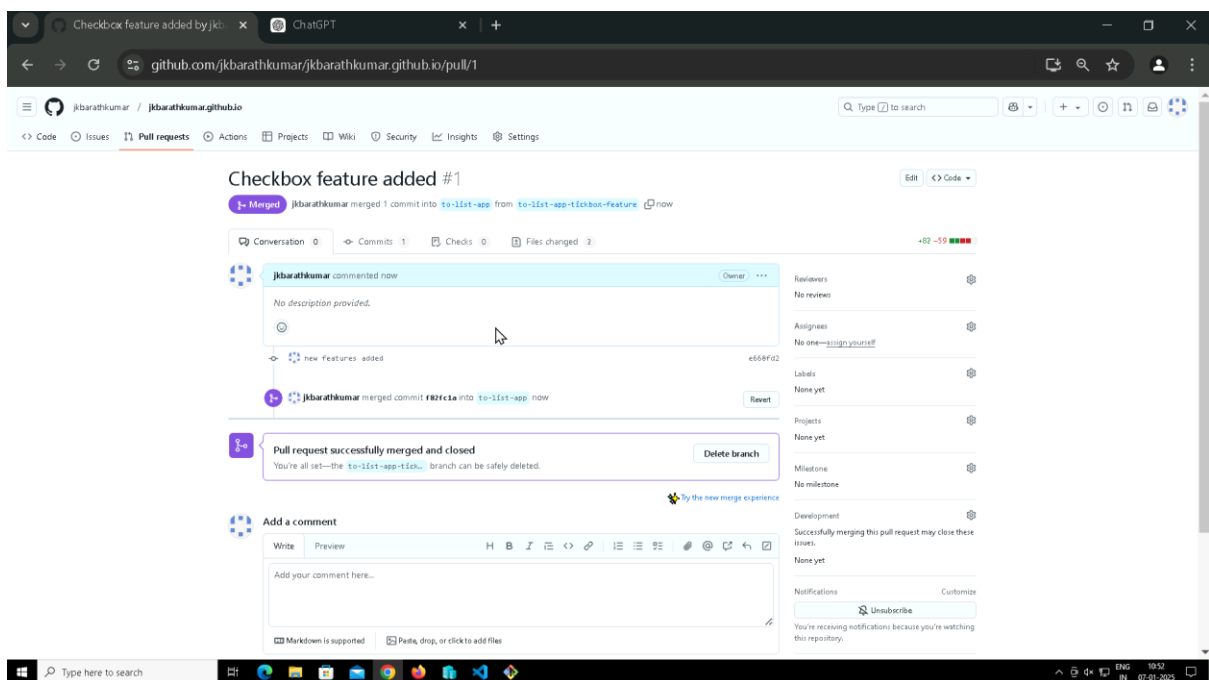 Checkbox feature added by jkb
ChatGPT
github.com/jkbarathkumar/jkbarathkumar.github.io/pull/1
jkbarathkumar / jkbarathkumar.github.io
Type / to search
Code Issues Pull requests Actions Projects Wiki Security Insights Settings
Checkbox feature added #1
Edit <> Code
Merged jkbarathkumar merged 1 commit into to-list-app from to-list-app-tickbox-feature now
Conversation 0 Commits 1 Checks 0 Files changed 2
+82 −59
jkbarathkumar commented now
Owner ...
No description provided.
new features added
e660fd2
jkbarathkumar merged commit f82fc1a into to-list-app now
Revert
Pull request successfully merged and closed
You're all set—the to-list-app-tick… branch can be safely deleted.
Delete branch
Try the new merge experience
Add a comment
Write Preview
H B I
Add your comment here...
Markdown is supported
Paste, drop, or click to add files
Reviewers
No reviews
Assignees
No one—assign yourself
Labels
None yet
Projects
None yet
Milestone
No milestone
Development
Successfully merging this pull request may close these
issues.
None yet
Notifications
Customize
Unsubscribe
You're receiving notifications because you're watching
this repository.
Type here to search
ENG
IN
10:52
07-01-2025